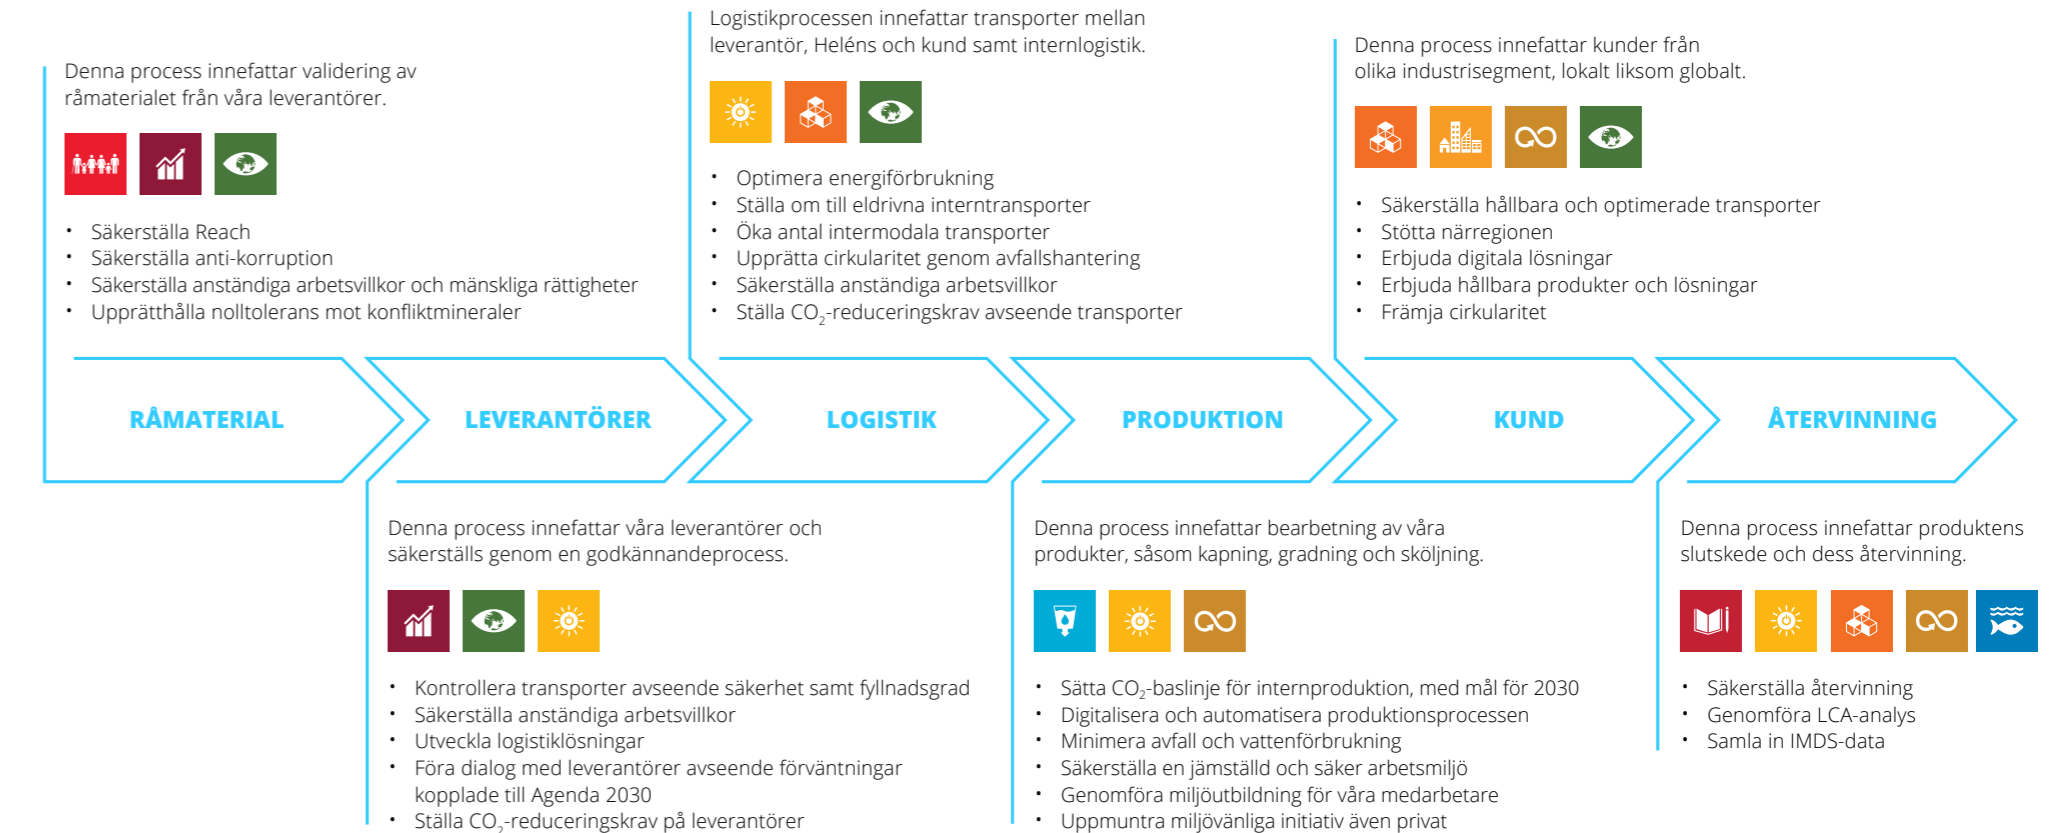 Denna process innefattar validering av
råmaterialet från våra leverantörer.
• Säkerställa Reach
• Säkerställa anti-korruption
• Säkerställa anständiga arbetsvillkor och mänskliga rättigheter
• Upprätthålla nolltolerans mot konfliktmineraler
Logistikprocessen innefattar transporter mellan
leverantör, Heléns och kund samt internlogistik.
• Optimera energiförbrukning
• Ställa om till eldrivna interntransporter
• Öka antal intermodala transporter
• Upprätta cirkularitet genom avfallshantering
• Säkerställa anständiga arbetsvillkor
• Ställa CO₂-reduceringskrav avseende transporter
Denna process innefattar kunder från
olika industrisegment, lokalt liksom globalt.
• Säkerställa hållbara och optimerade transporter
• Stötta närregionen
• Erbjuda digitala lösningar
• Erbjuda hållbara produkter och lösningar
• Främja cirkularitet
RÅMATERIAL
LEVERANTÖRER
LOGISTIK
PRODUKTION
KUND
ÅTERVINNING
Denna process innefattar våra leverantörer och
säkerställs genom en godkännandeprocess.
• Kontrollera transporter avseende säkerhet samt fyllnadsgrad
• Säkerställa anständiga arbetsvillkor
• Utveckla logistiklösningar
• Föra dialog med leverantörer avseende förväntningar
kopplade till Agenda 2030
• Ställa CO₂-reduceringskrav på leverantörer
Denna process innefattar bearbetning av våra
produkter, såsom kapning, gradning och sköljning.
• Sätta CO₂-baslinje för internproduktion, med mål för 2030
• Digitalisera och automatisera produktionsprocessen
• Minimera avfall och vattenförbrukning
• Säkerställa en jämställd och säker arbetsmiljö
• Genomföra miljöutbildning för våra medarbetare
• Uppmuntra miljövänliga initiativ även privat
Denna process innefattar produktens
slutskede och dess återvinning.
• Säkerställa återvinning
• Genomföra LCA-analys
• Samla in IMDS-data